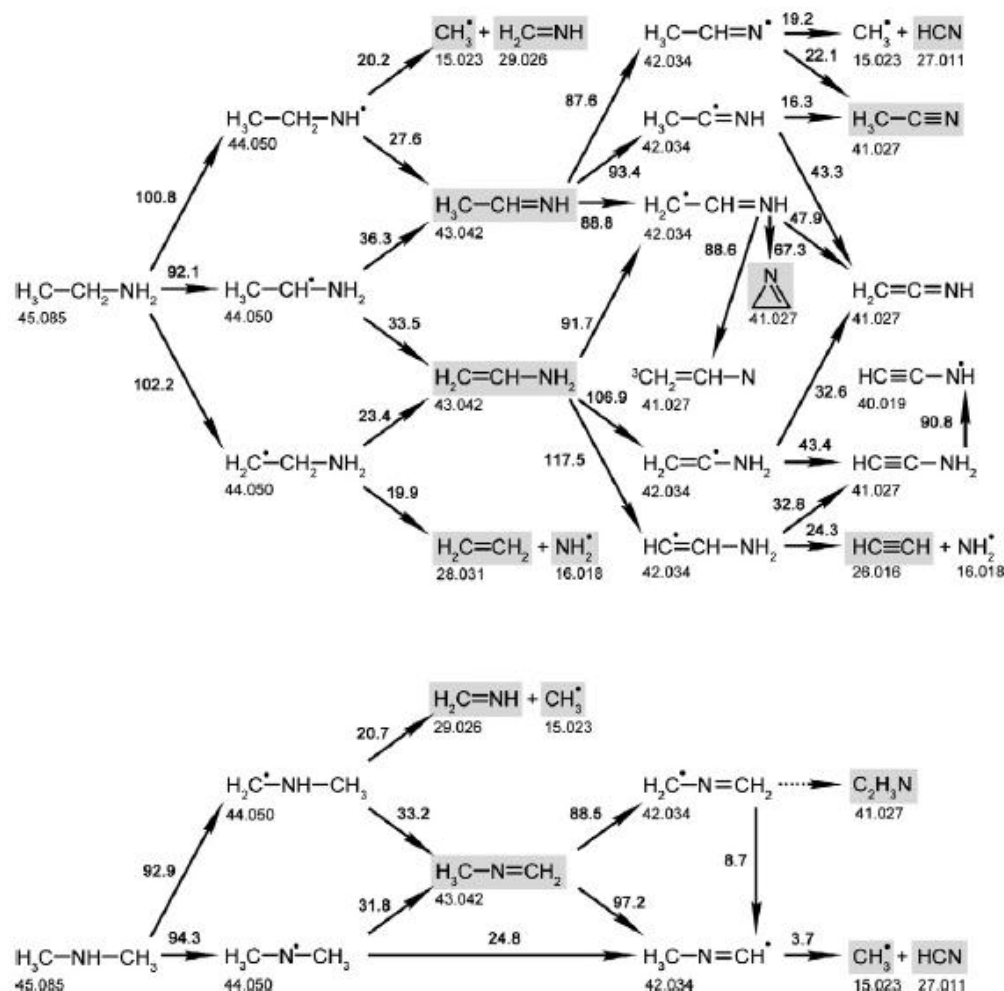 CH₃• + H₂C=NH
15.023 29.026
20.2
H₃C—CH₂—NH•
44.050
27.6
100.8
H₃C—CH=N•
42.034
19.2
CH₃• + HCN
15.023 27.011
22.1
87.6
H₃C—C•=NH
42.034
16.3
H₃C—C≡N
41.027
93.4
43.3
H₃C—CH=NH
43.042
88.8
H₂C•—CH=NH
42.034
47.9
88.6
67.3
36.3
H₃C—CH₂—NH₂
45.085
92.1
H₃C—CH•—NH₂
44.050
N
41.027
H₂C=C=NH
41.027
33.5
91.7
102.2
H₂C=CH—NH₂
43.042
³CH₂=CH—N
41.027
HC≡C—NH•
40.019
32.6
106.9
90.8
23.4
117.5
H₂C•—CH₂—NH₂
44.050
H₂C=C•—NH₂
42.034
43.4
HC≡C—NH₂
41.027
19.9
32.8
H₂C=CH₂ + NH₂•
28.031 16.018
HC•=CH—NH₂
42.034
24.3
HC≡CH + NH₂•
26.016 16.018
H₂C=NH + CH₃•
29.026 15.023
20.7
H₂C•—NH—CH₃
44.050
33.2
88.5
H₂C•—N=CH₂
42.034
C₂H₃N
41.027
92.9
H₃C—N=CH₂
43.042
8.7
31.8
97.2
H₃C—NH—CH₃
45.085
94.3
H₃C—N•—CH₃
44.050
24.8
H₃C—N=CH•
42.034
3.7
CH₃• + HCN
15.023 27.011